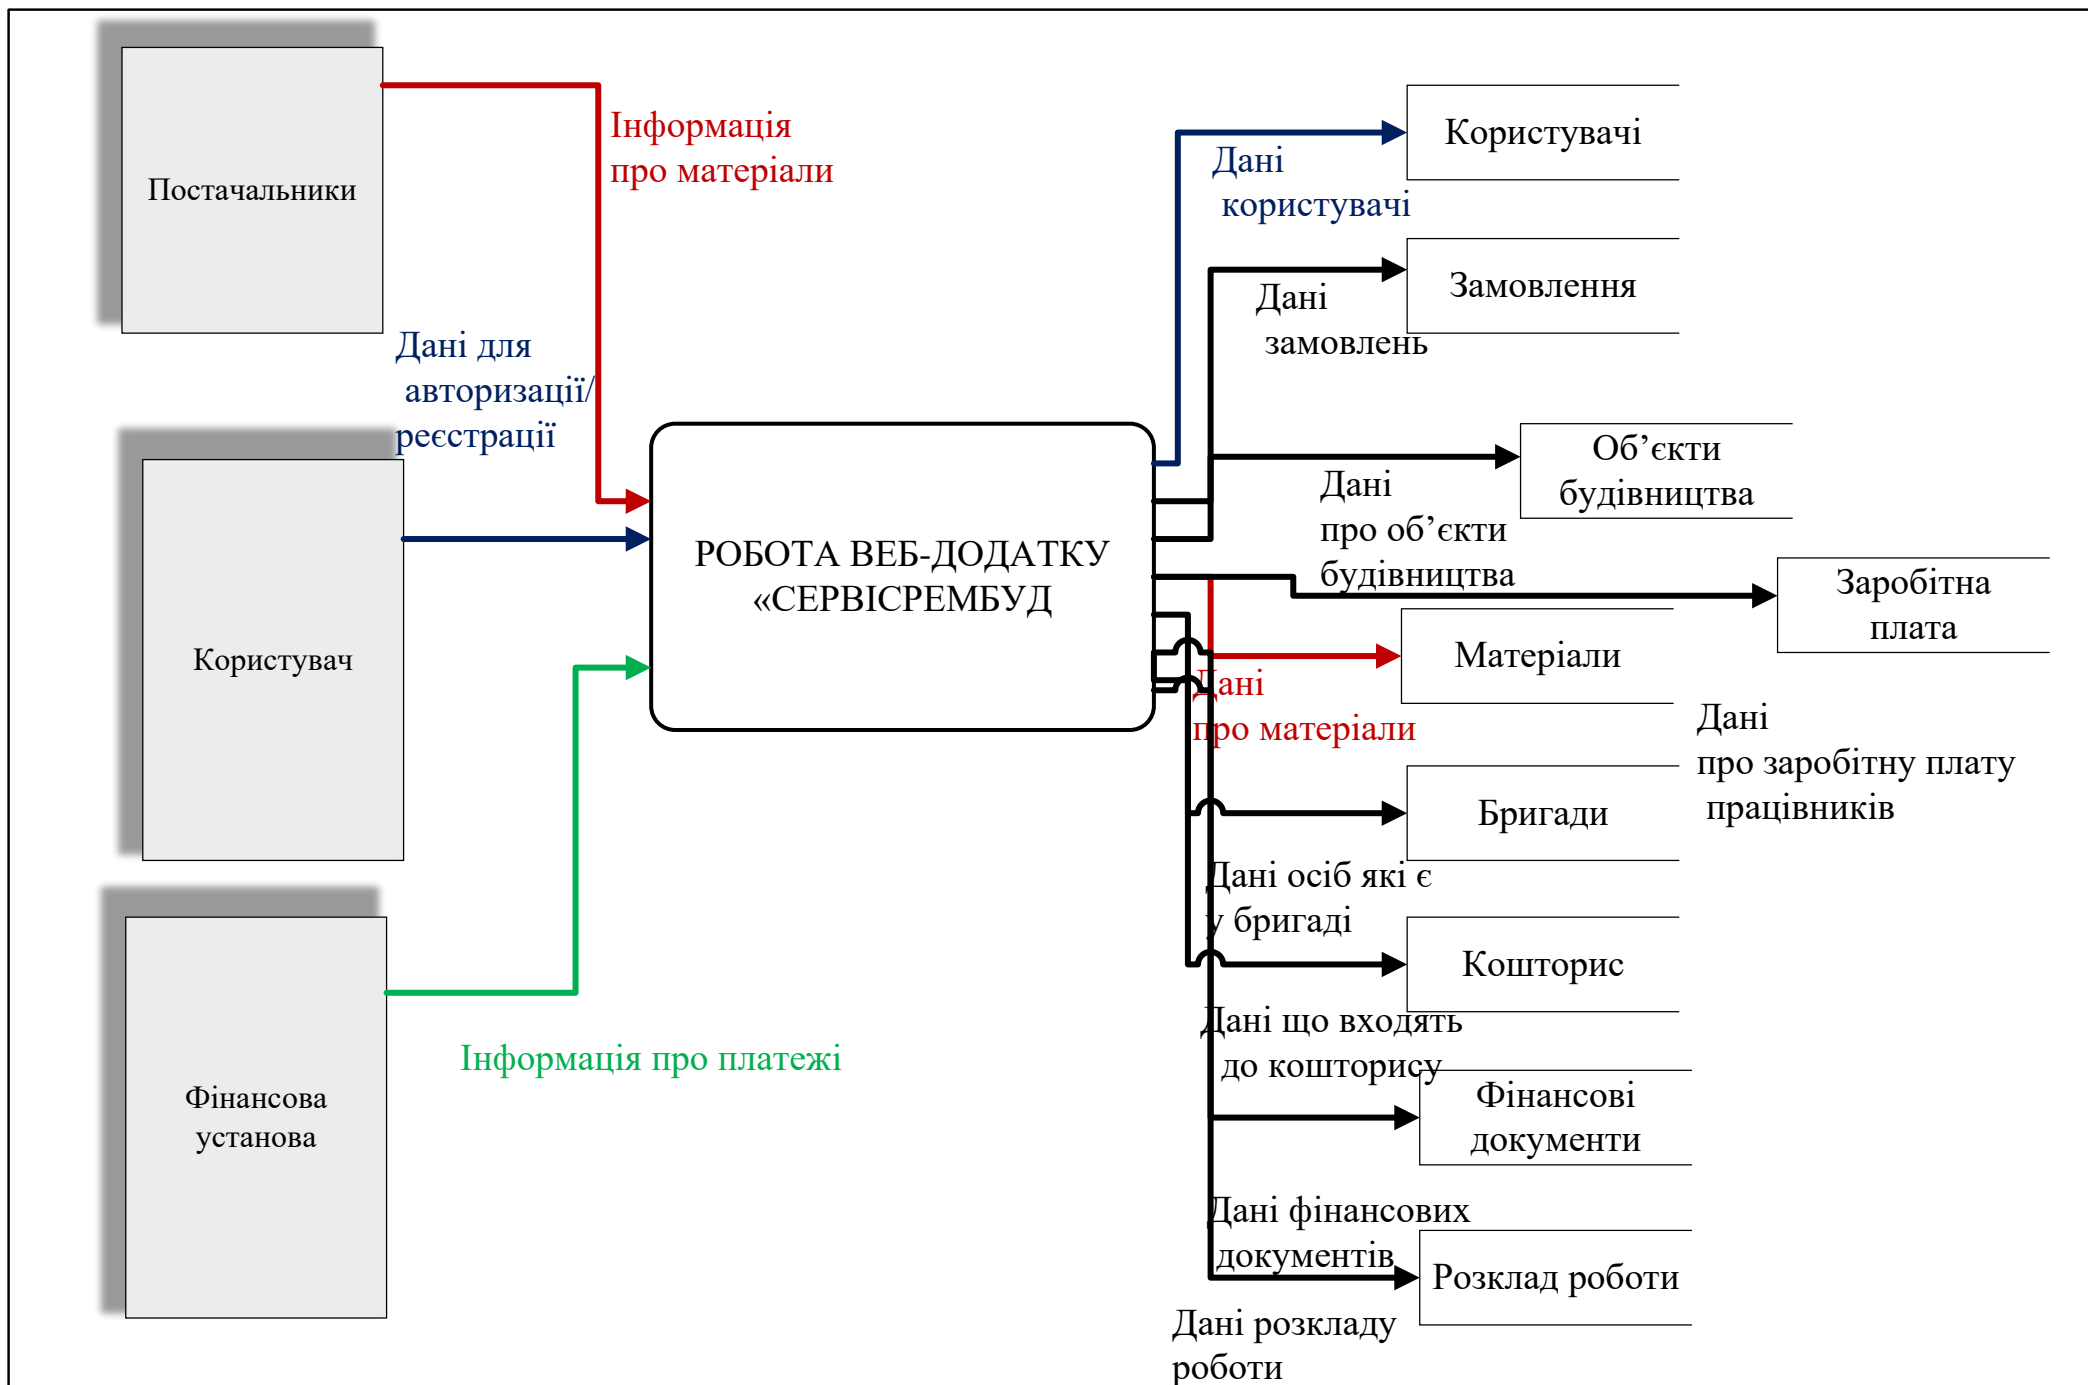 Постачальники
Інформація
про матеріали
Дані для
авторизації/
реєстрації
Користувач
Фінансова
установа
Інформація про платежі
РОБОТА ВЕБ-ДОДАТКУ
«СЕРВІСРЕМБУД
Дані
користувачі
Користувачі
Дані
замовлень
Замовлення
Дані
про об’єкти
будівництва
Об’єкти
будівництва
Заробітна
плата
Дані
про матеріали
Матеріали
Дані
про заробітну плату
працівників
Бригади
Дані осіб які є
у бригаді
Кошторис
Дані що входять
до кошторису
Фінансові
документи
Дані фінансових
документів
Розклад роботи
Дані розкладу
роботи